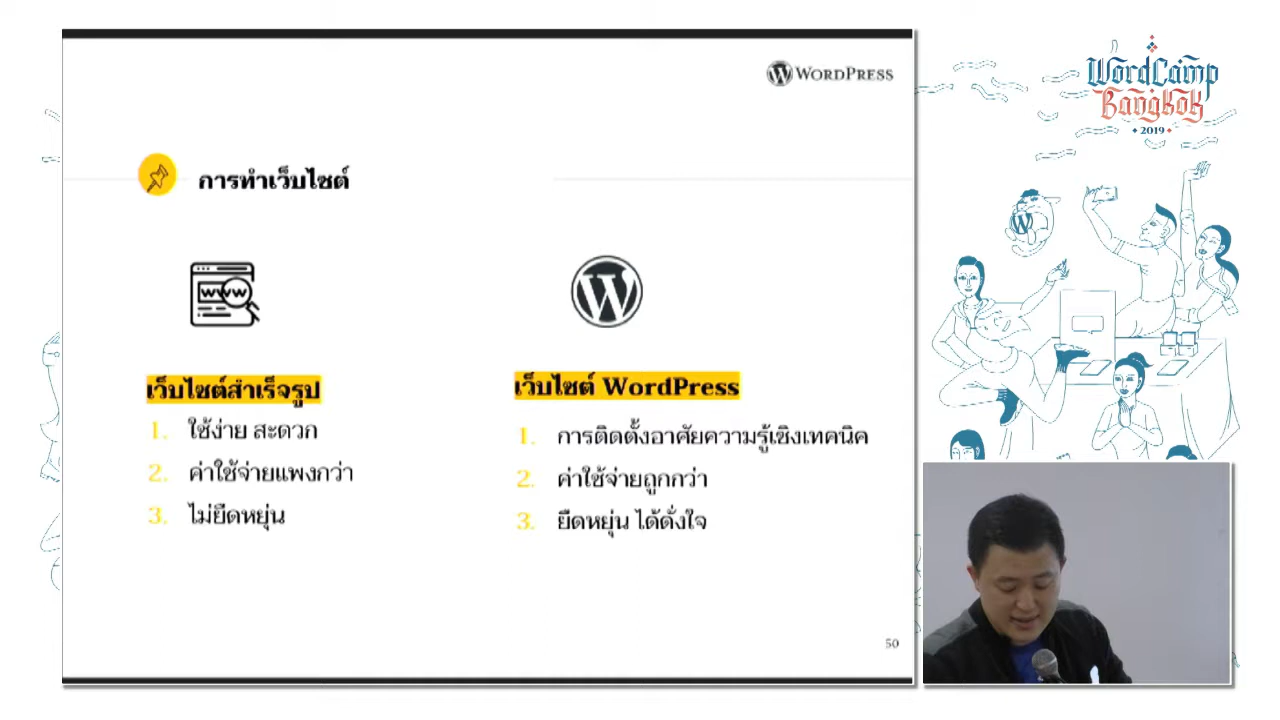 WORDPRESS
WordCamp
Bangkok
2019
การทำเว็บไซต์
www
เว็บไซต์สำเร็จรูป
1. ใช้ง่าย สะดวก
2. ค่าใช้จ่ายแพงกว่า
3. ไม่ยืดหยุ่น
เว็บไซต์ WordPress
1. การติดตั้งอาศัยความรู้เชิงเทคนิค
2. ค่าใช้จ่ายถูกกว่า
3. ยืดหยุ่น ได้ดั่งใจ
50